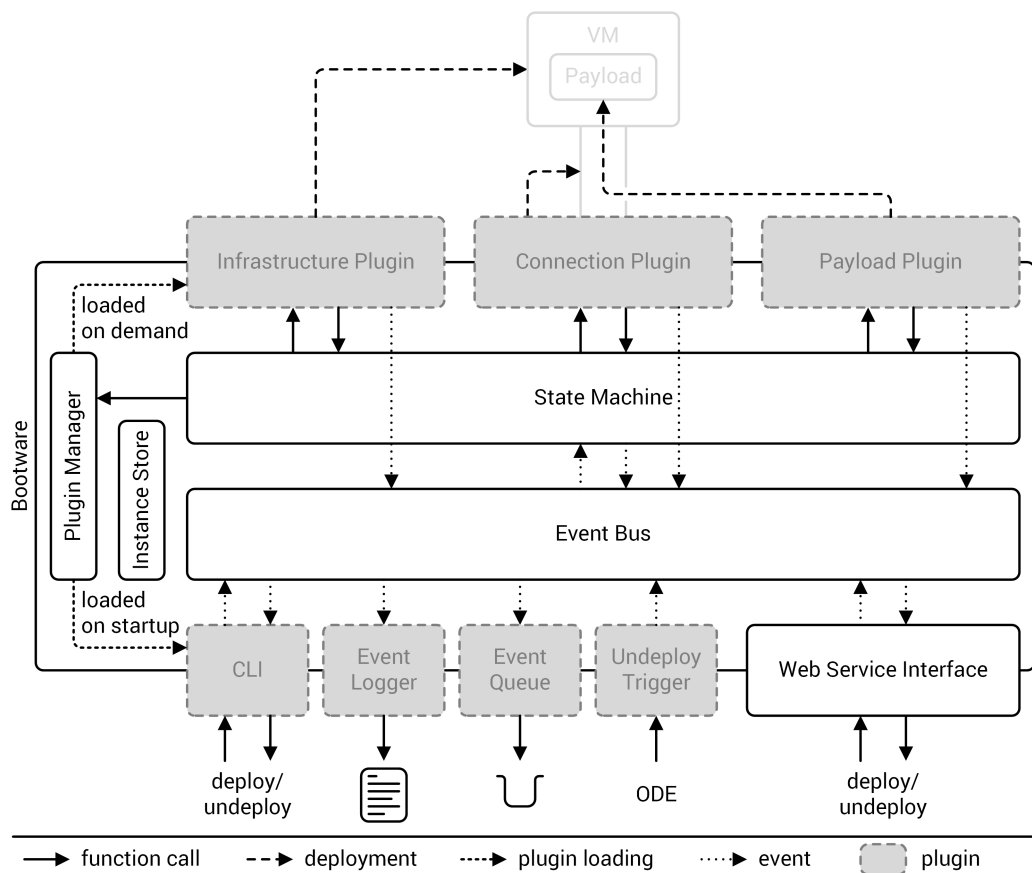 VM
Payload
Infrastructure Plugin
Connection Plugin
Payload Plugin
loaded
on demand
State Machine
Bootware
Plugin Manager
Instance Store
Event Bus
loaded
on startup
CLI
Event
Logger
Event
Queue
Undeploy
Trigger
Web Service Interface
deploy/
undeploy
ODE
deploy/
undeploy
function call
deployment
plugin loading
event
plugin